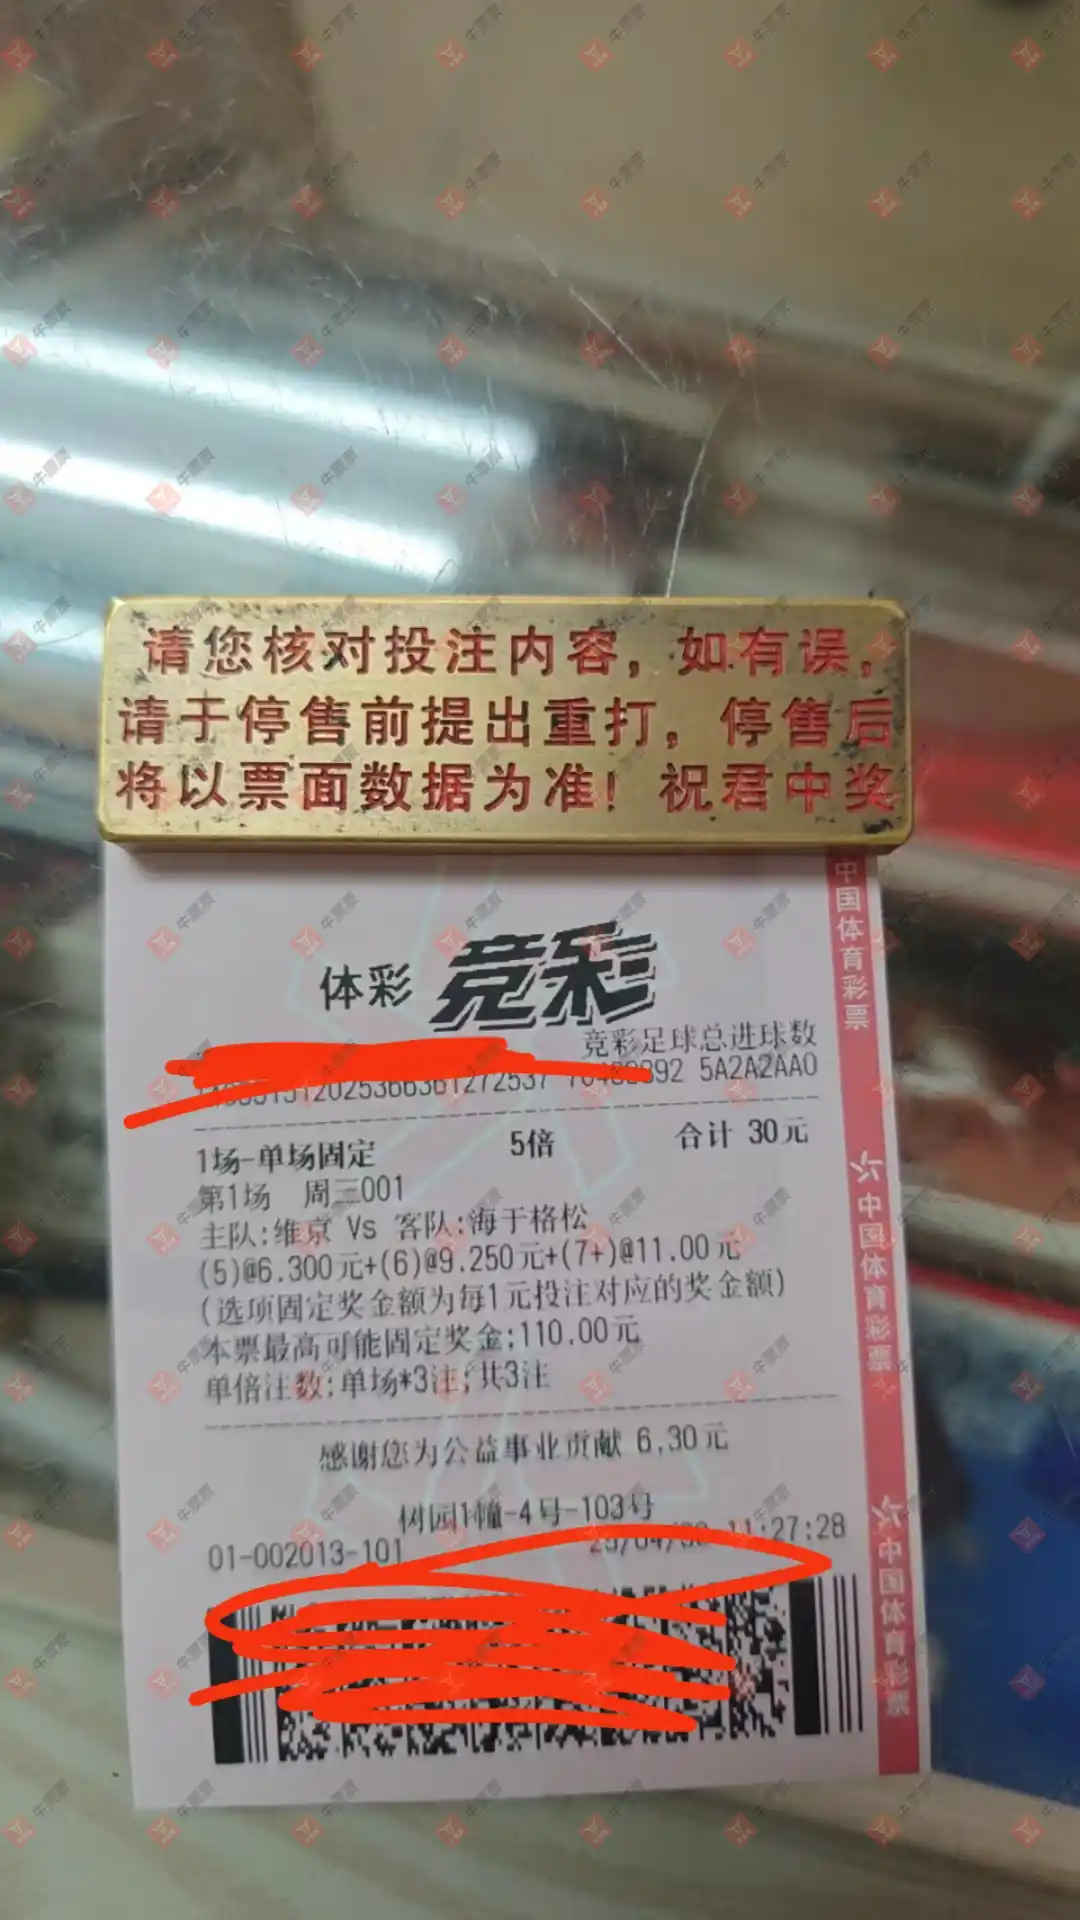 请您核对投注内容，如有误，
请于停售前提出重打，停售后
将以票面数据为准！祝君中奖
体彩 竞彩
竞彩足球总进球数
5A2A2AA0
1场-单场固定 5倍 合计 30元
第1场 周三001
主队:维京 Vs 客队:海于格松
(5)@6.300元+(6)@9.250元+(7+)@11.00元
(选项固定奖金额为每1元投注对应的奖金额)
本票最高可能固定奖金:110.00元
单倍注数:单场*3注;共3注
感谢您为公益事业贡献 6.30元
树园1幢-4号-103号
01-002013-101 11:27:28
中国体育彩票
中国体育彩票
中国体育彩票
牛票票